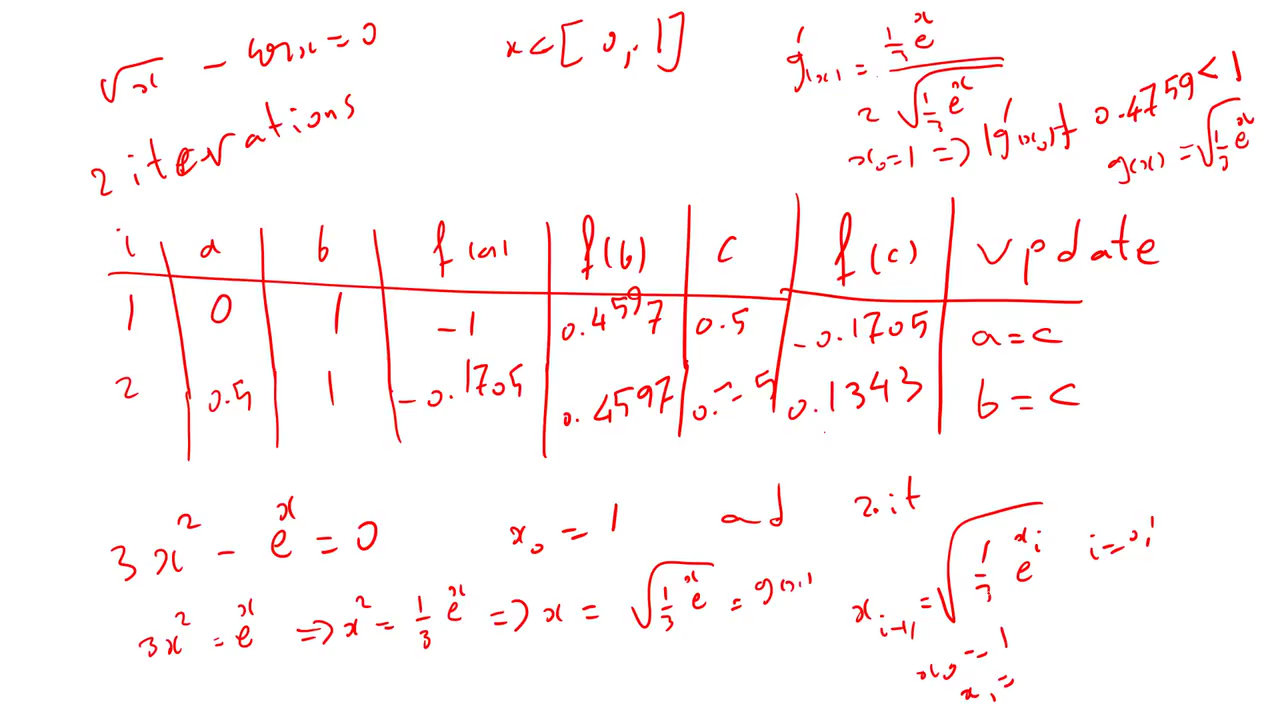 √x - cos x = 0
x ∈ [0, 1]
2 iterations
g'(x) = (1/3 e^x) / (2 √(1/3 e^x))
x₀ = 1 => |g'(x₀)| 0.4759 < 1
g(x) = √(1/3 e^x)
i a b f(a) f(b) c f(c) update
1 0 1 -1 0.4597 0.5 -0.1705 a = c
2 0.5 1 -0.1705 0.4597 0.75 0.1343 b = c
3x² - e^x = 0 x₀ = 1 and 2.it
3x² = e^x => x² = 1/3 e^x => x = √(1/3 e^x) = g(x)
x_{i+1} = √(1/3 e^{x_i}) i = 0, 1
x₀ = 1
x₁ =